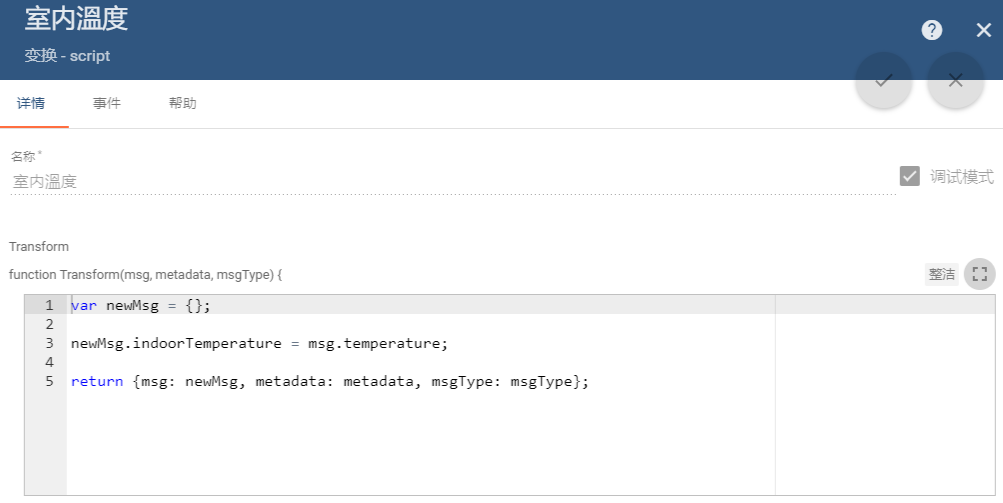 室内溫度
变换 - script
详情 事件 帮助
名称 *
室内溫度
调试模式
Transform
function Transform(msg, metadata, msgType) {
整洁
1 var newMsg = {};
2
3 newMsg.indoorTemperature = msg.temperature;
4
5 return {msg: newMsg, metadata: metadata, msgType: msgType};